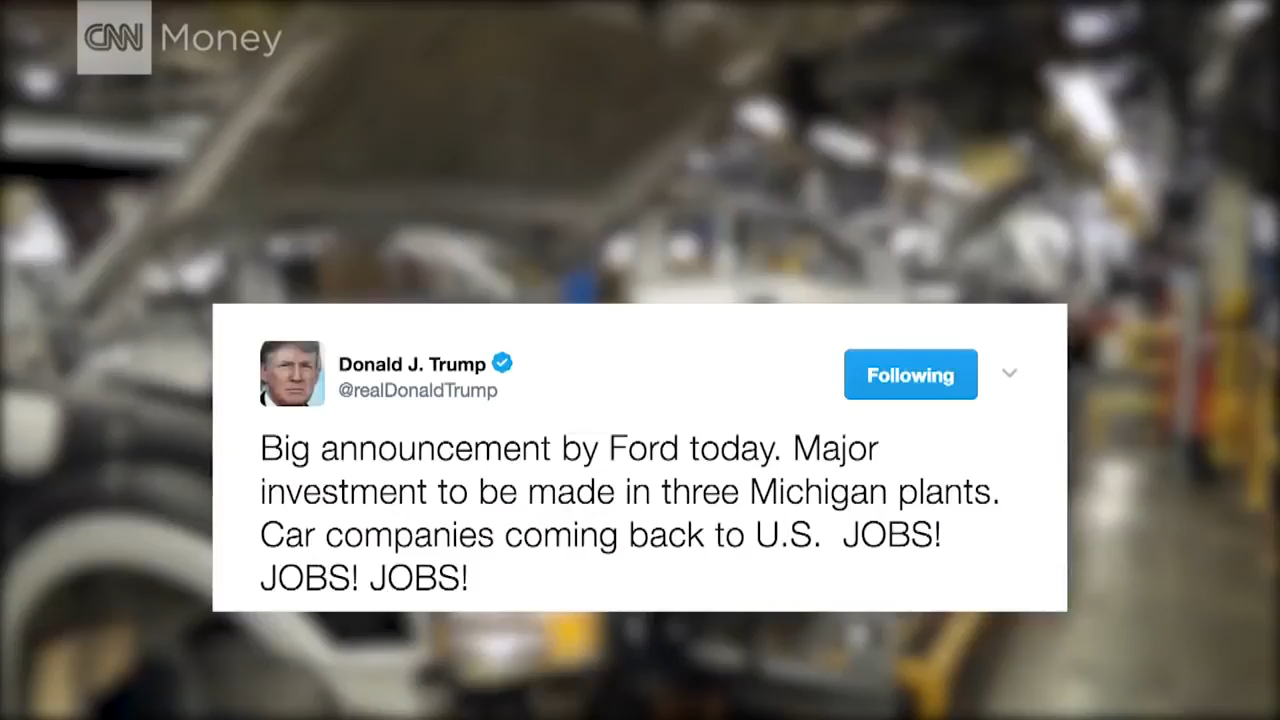 CNN Money
Donald J. Trump
@realDonaldTrump
Following
Big announcement by Ford today. Major
investment to be made in three Michigan plants.
Car companies coming back to U.S.  JOBS!
JOBS! JOBS!